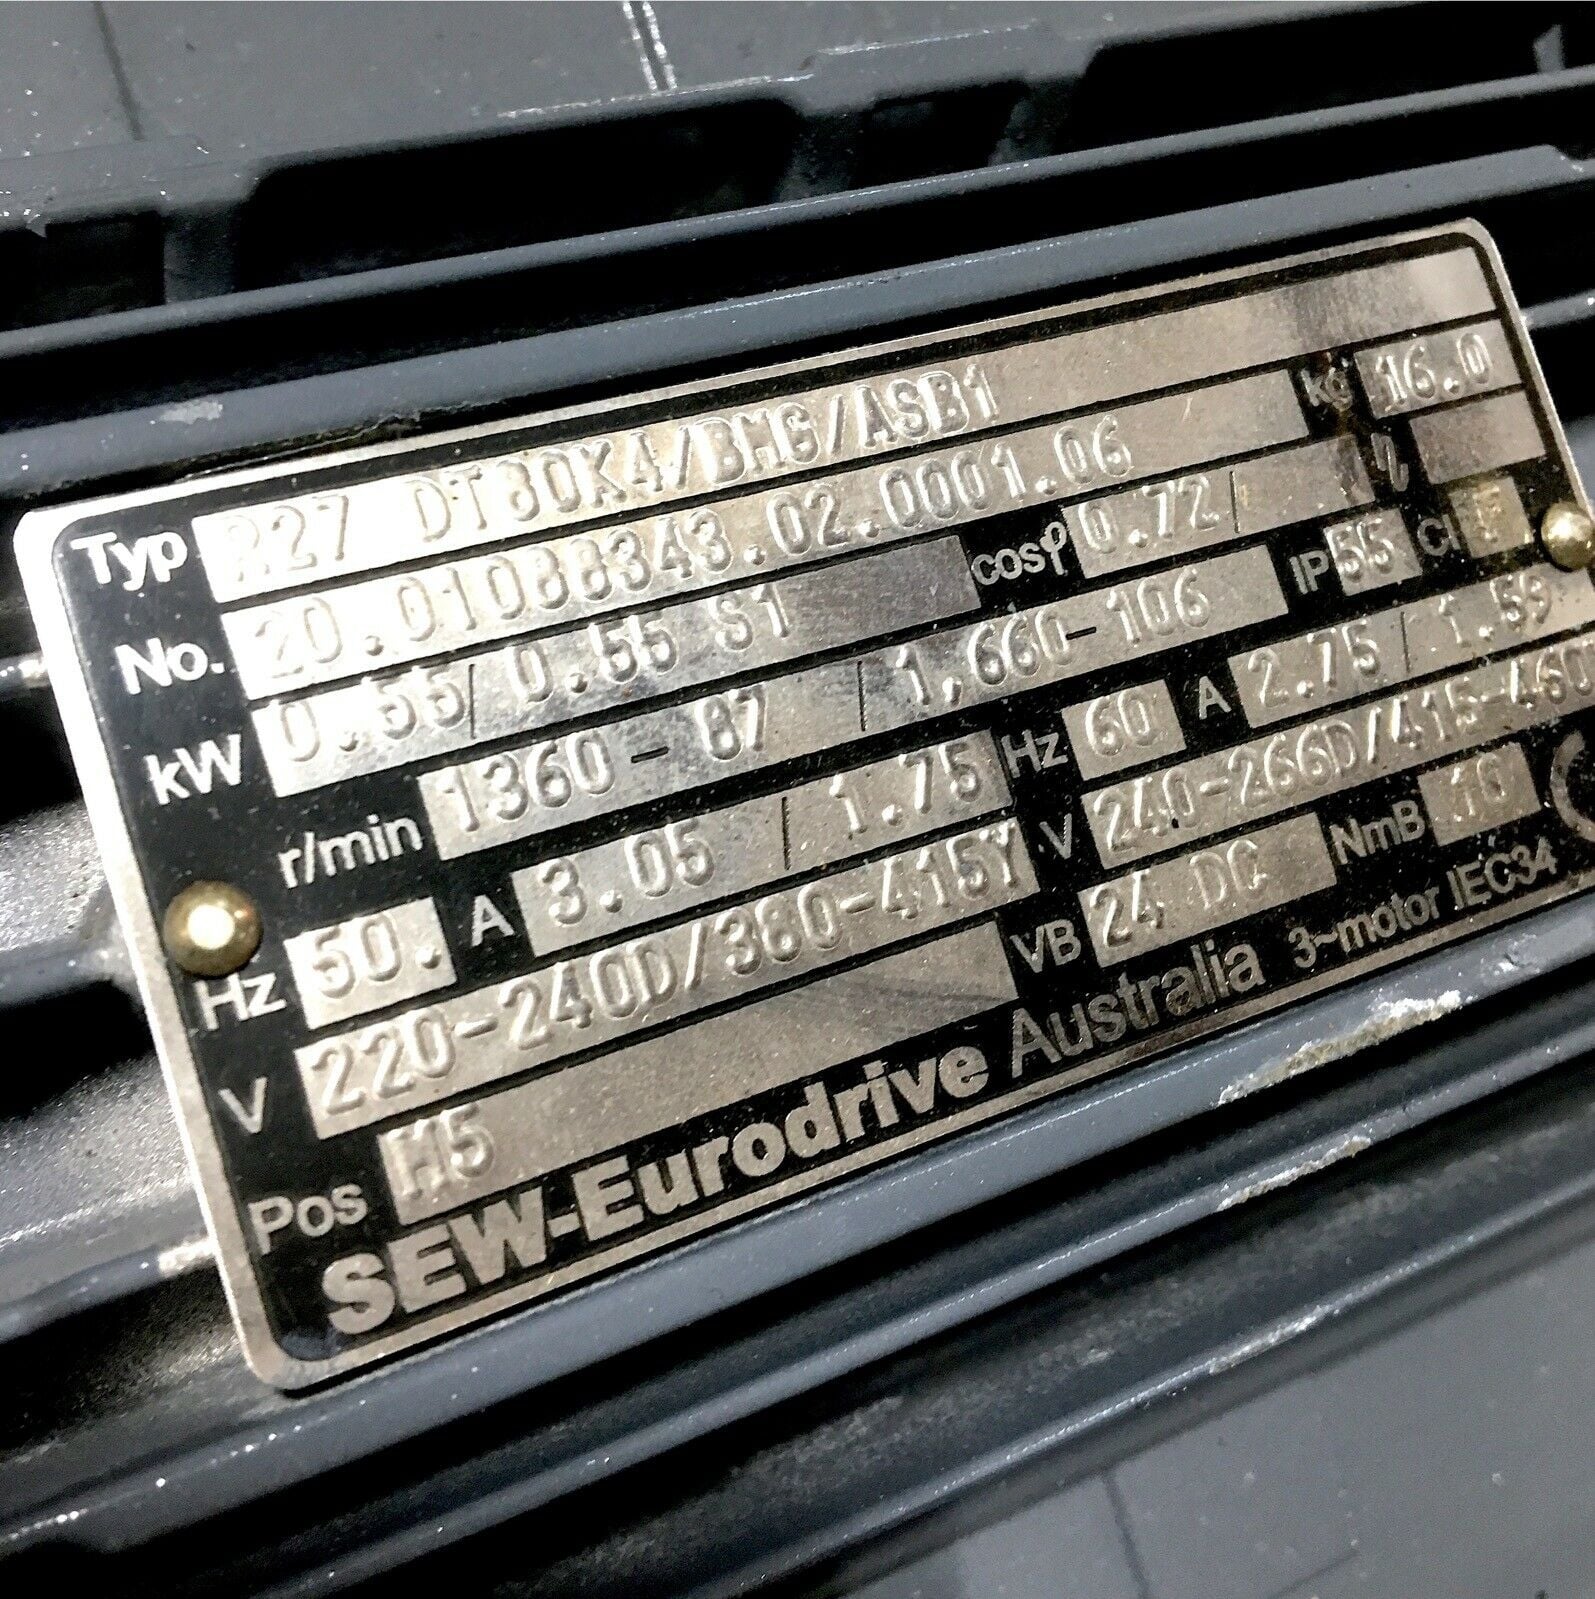 Typ R27 DT80K4/BMG/ASB1
No. 20.01088343.02.0001.06 kg 16.0
kW 0.55/0.55 S1 cosφ 0.72/ %
r/min 1360-87 /1,660-106 IP 55 Cl F
Hz 50. A 3.05/1.75 Hz 60 A 2.75/1.59
V 220-240D/380-415Y V 240-266D/415-460
Pos H5 VB 24 DC NmB
SEW-Eurodrive Australia 3~motor IEC34